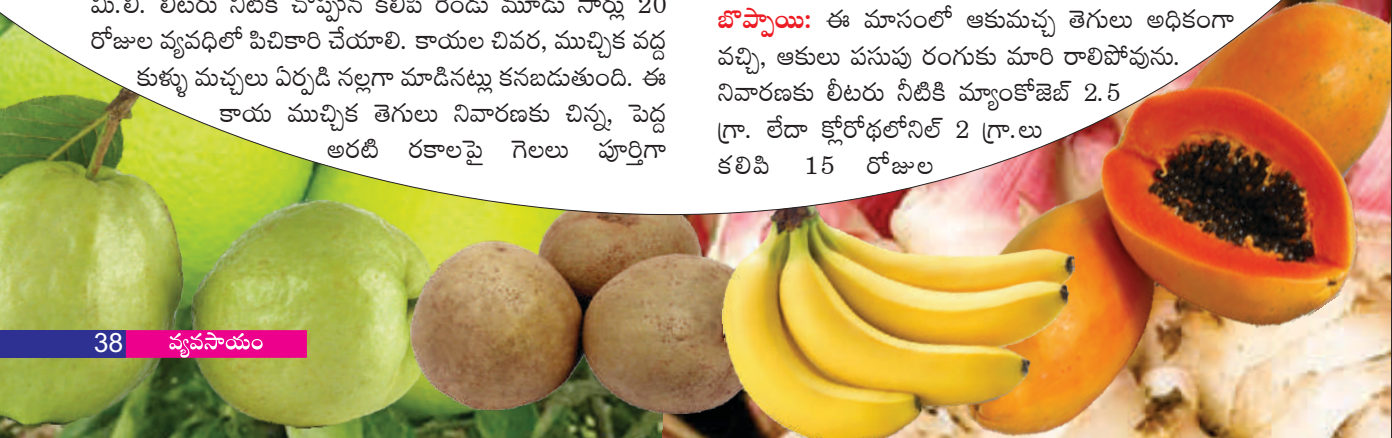 మి.లీ. లీటరు నీటికి చొప్పున కలిపి రెండు మూడు సార్లు 20
రోజుల వ్యవధిలో పిచికారి చేయాలి. కాయల చివర, ముచ్చిక వద్ద
కుళ్ళు మచ్చలు ఏర్పడి నల్లగా మాడినట్లు కనబడుతుంది. ఈ
కాయ ముచ్చిక తెగులు నివారణకు చిన్న, పెద్ద
అరటి రకాలపై గెలలు పూర్తిగా
బొప్పాయి: ఈ మాసంలో ఆకుమచ్చ తెగులు అధికంగా
వచ్చి, ఆకులు పసుపు రంగుకు మారి రాలిపోవును.
నివారణకు లీటరు నీటికి మ్యాంకోజెబ్ 2.5
గ్రా. లేదా క్లోరోథలోనిల్ 2 గ్రా.లు
కలిపి 15 రోజుల
38 వ్యవసాయం